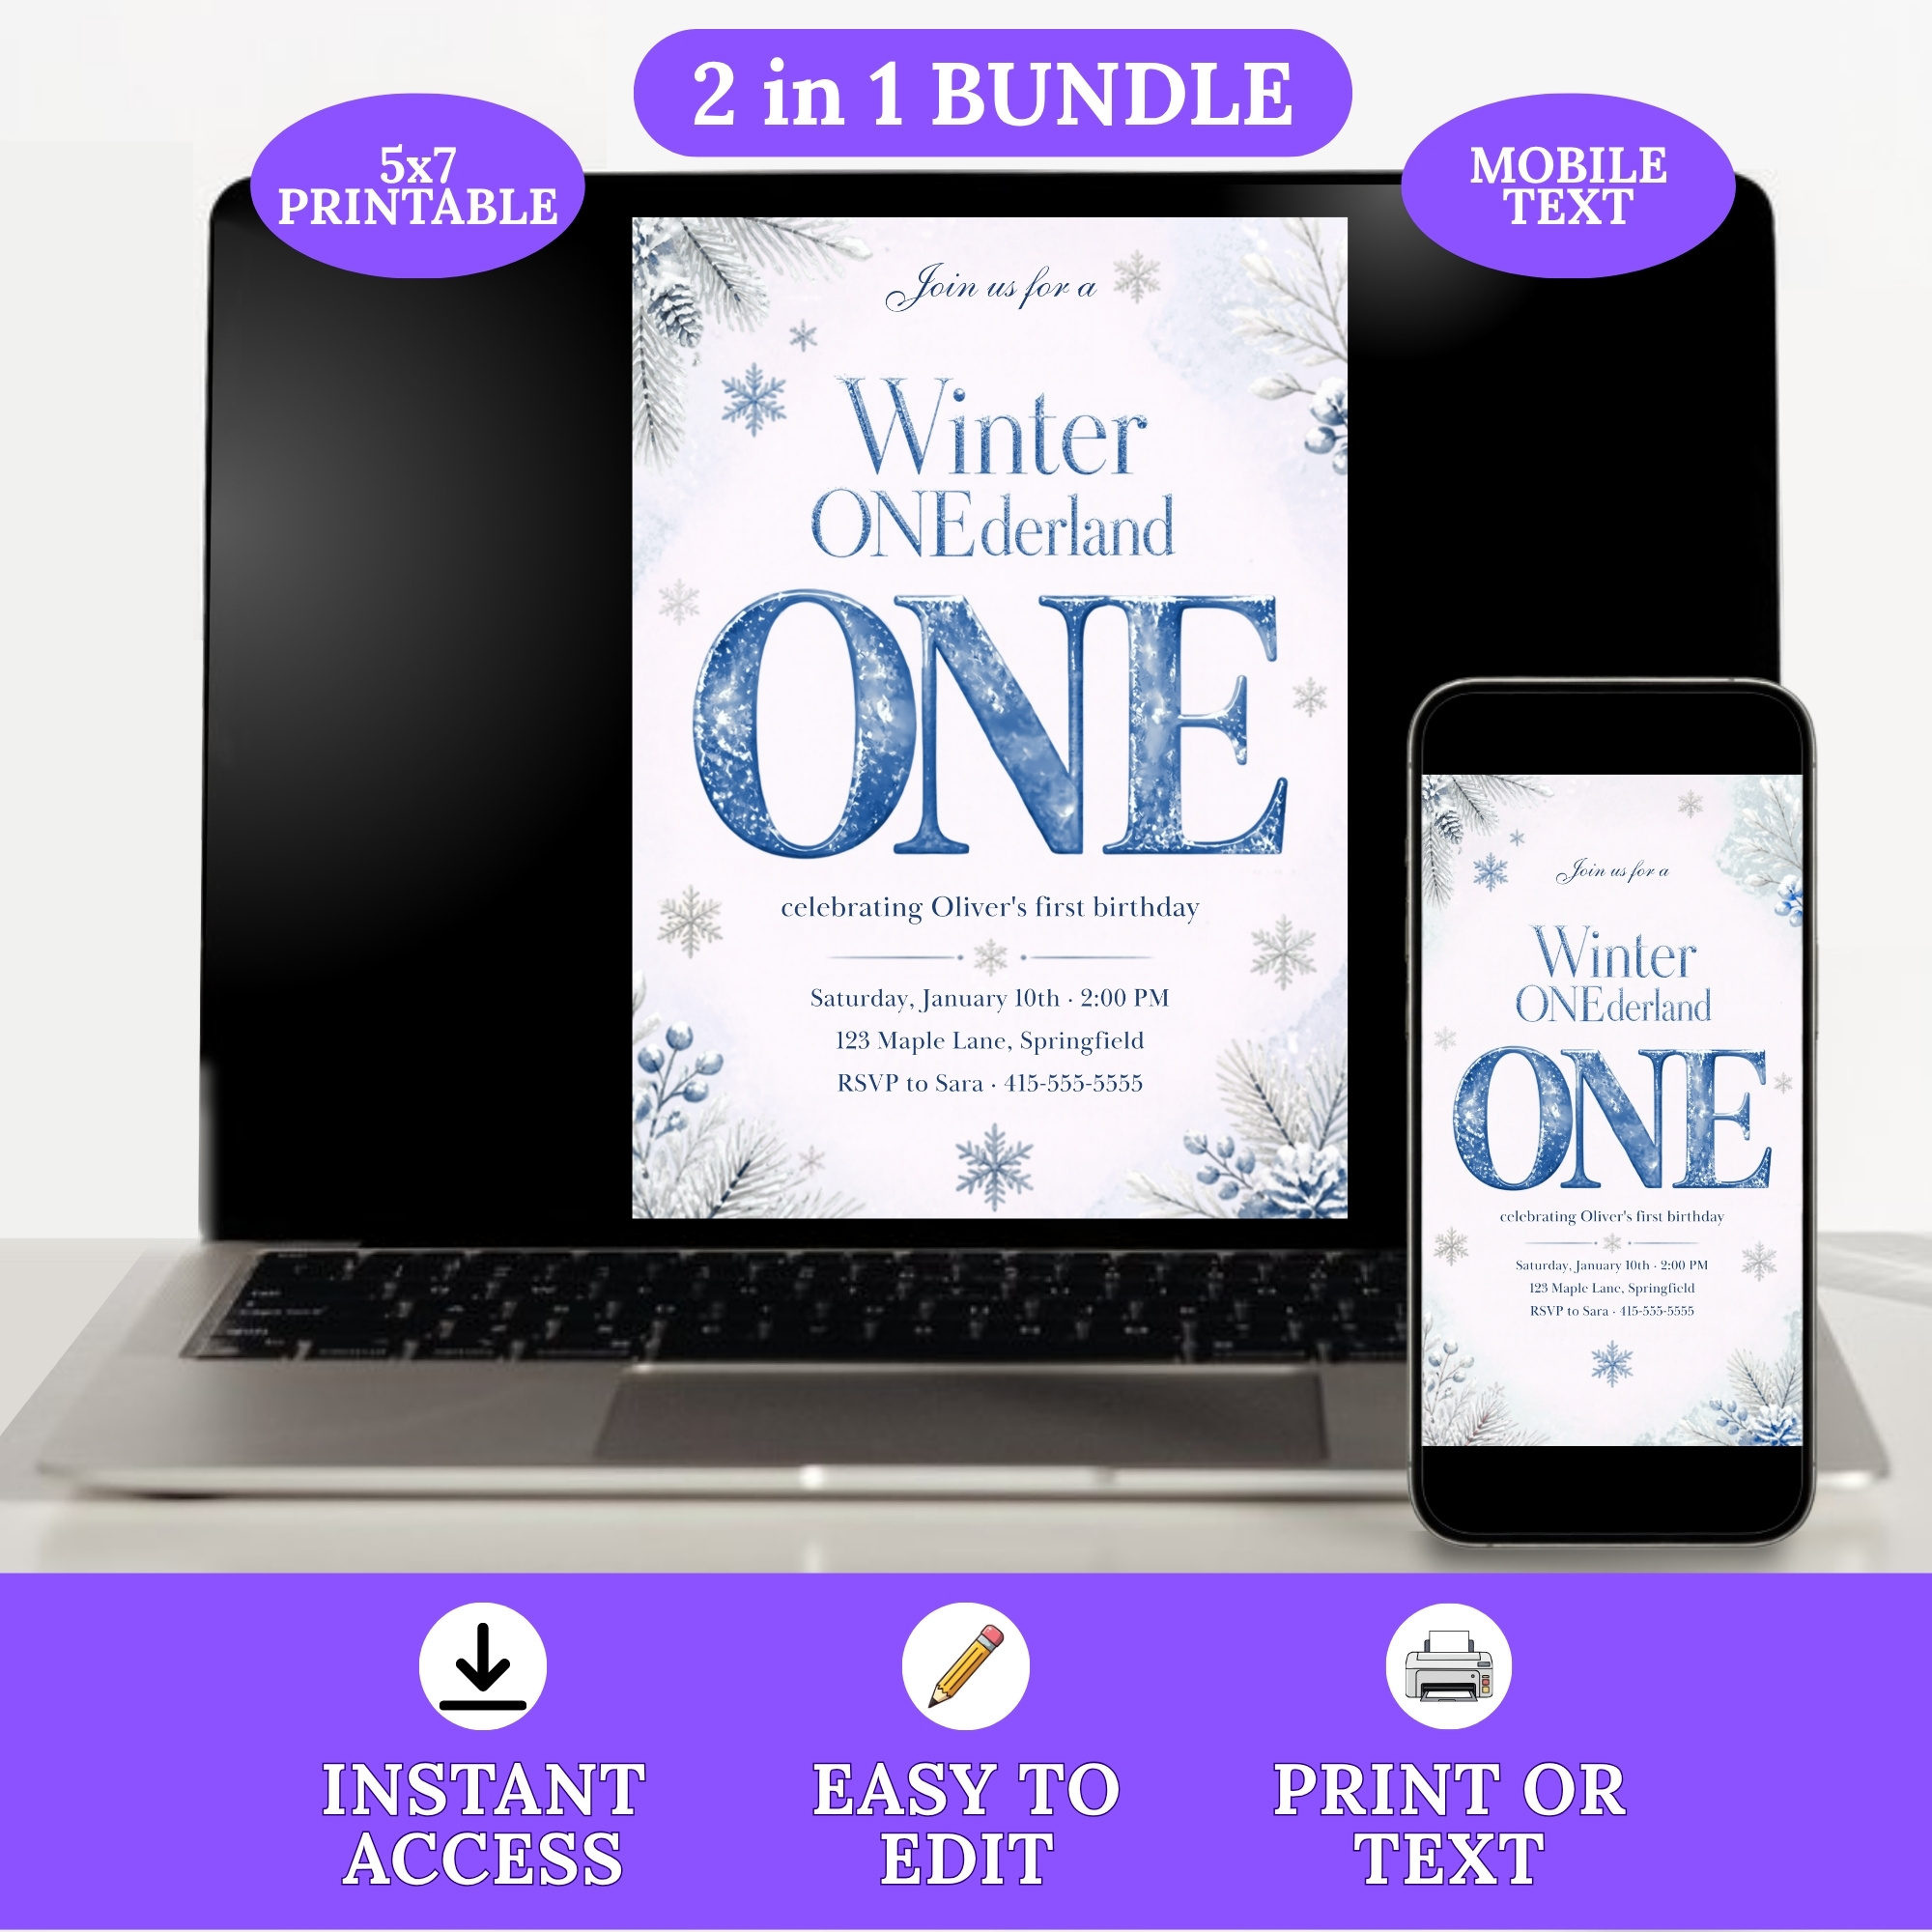 2 in 1 BUNDLE
5x7
PRINTABLE
MOBILE
TEXT
Join us for a
Winter
ONEderland
ONE
celebrating Oliver's first birthday
Saturday, January 10th · 2:00 PM
123 Maple Lane, Springfield
RSVP to Sara · 415-555-5555
Join us for a
Winter
ONEderland
ONE
celebrating Oliver's first birthday
Saturday, January 10th · 2:00 PM
123 Maple Lane, Springfield
RSVP to Sara · 415-555-5555
INSTANT
ACCESS
EASY TO
EDIT
PRINT OR
TEXT